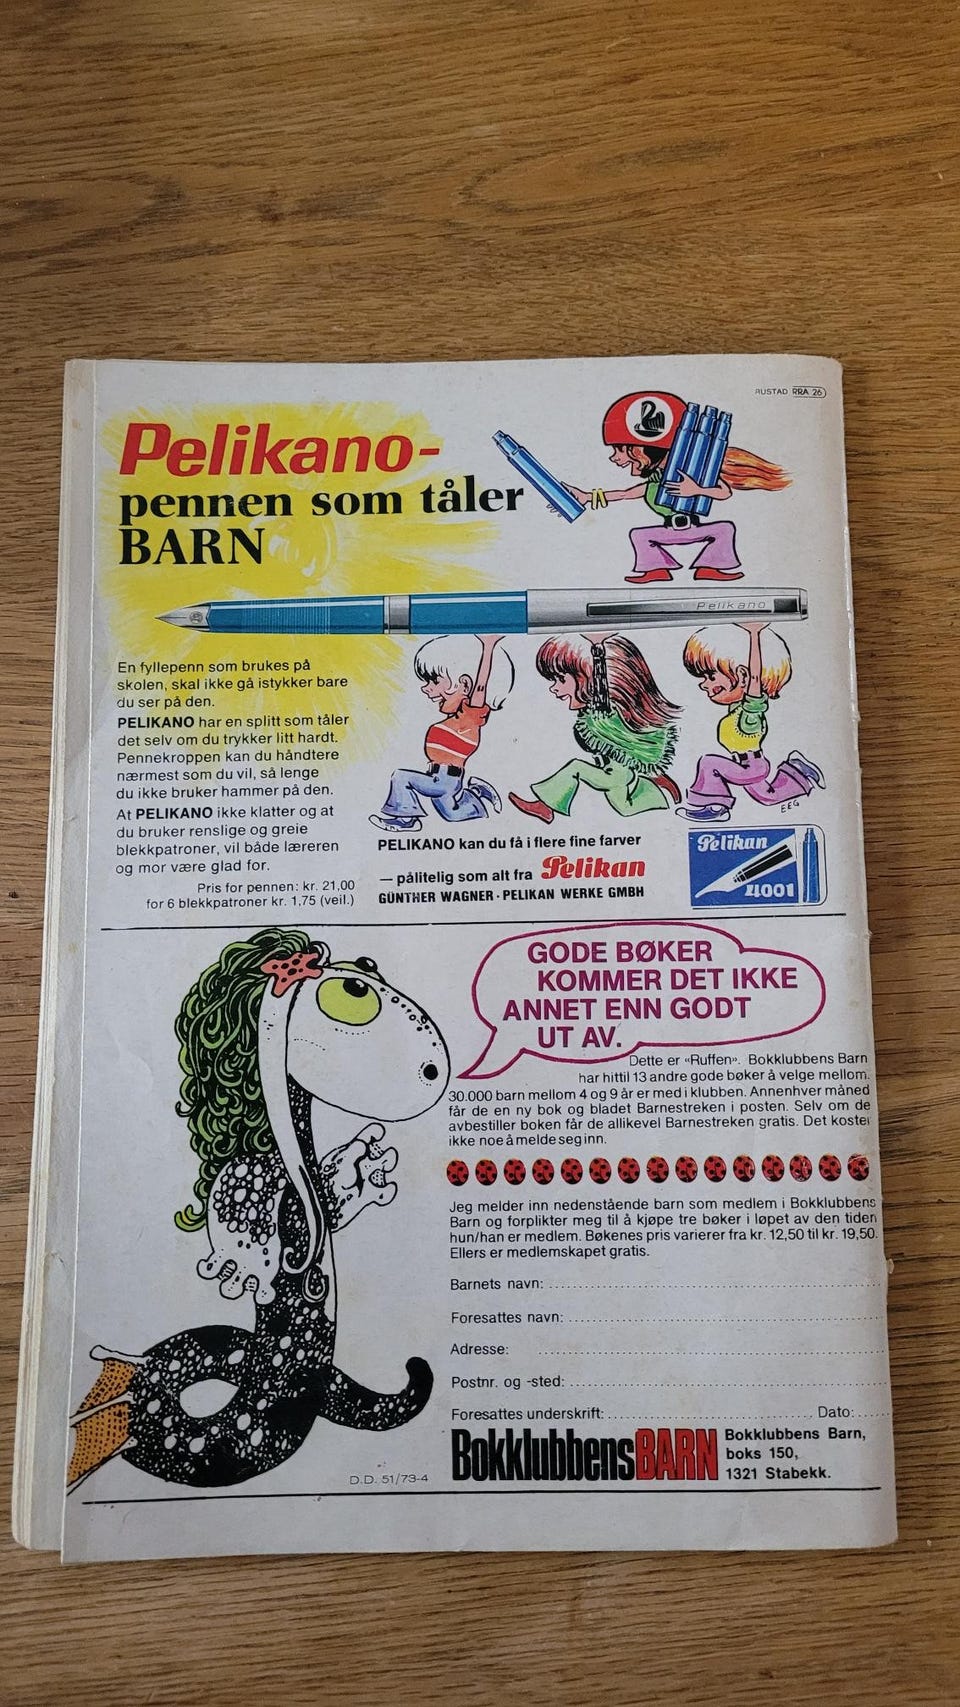 RUSTAD RRA 26
Pelikano-
pennen som tåler
BARN
Pelikano
En fyllepenn som brukes på
skolen, skal ikke gå istykker bare
du ser på den.
PELIKANO har en splitt som tåler
det selv om du trykker litt hardt.
Pennekroppen kan du håndtere
nærmest som du vil, så lenge
du ikke bruker hammer på den.
At PELIKANO ikke klatter og at
du bruker renslige og greie
blekkpatroner, vil både læreren
og mor være glad for.
Pris for pennen: kr. 21,00
for 6 blekkpatroner kr. 1,75 (veil.)
EEG
PELIKANO kan du få i flere fine farver
— pålitelig som alt fra Pelikan
GÜNTHER WAGNER · PELIKAN WERKE GMBH
Pelikan
4001
GODE BØKER
KOMMER DET IKKE
ANNET ENN GODT
UT AV.
Dette er «Ruffen». Bokklubbens Barn
har hittil 13 andre gode bøker å velge mellom.
30.000 barn mellom 4 og 9 år er med i klubben. Annenhver måned
får de en ny bok og bladet Barnestreken i posten. Selv om de
avbestiller boken får de allikevel Barnestreken gratis. Det koster
ikke noe å melde seg inn.
Jeg melder inn nedenstående barn som medlem i Bokklubbens
Barn og forplikter meg til å kjøpe tre bøker i løpet av den tiden
hun/han er medlem. Bøkenes pris varierer fra kr. 12,50 til kr. 19,50.
Ellers er medlemskapet gratis.
Barnets navn:
Foresattes navn:
Adresse:
Postnr. og -sted:
Foresattes underskrift: Dato:
BokklubbensBARN
Bokklubbens Barn,
boks 150,
1321 Stabekk.
D.D. 51/73-4